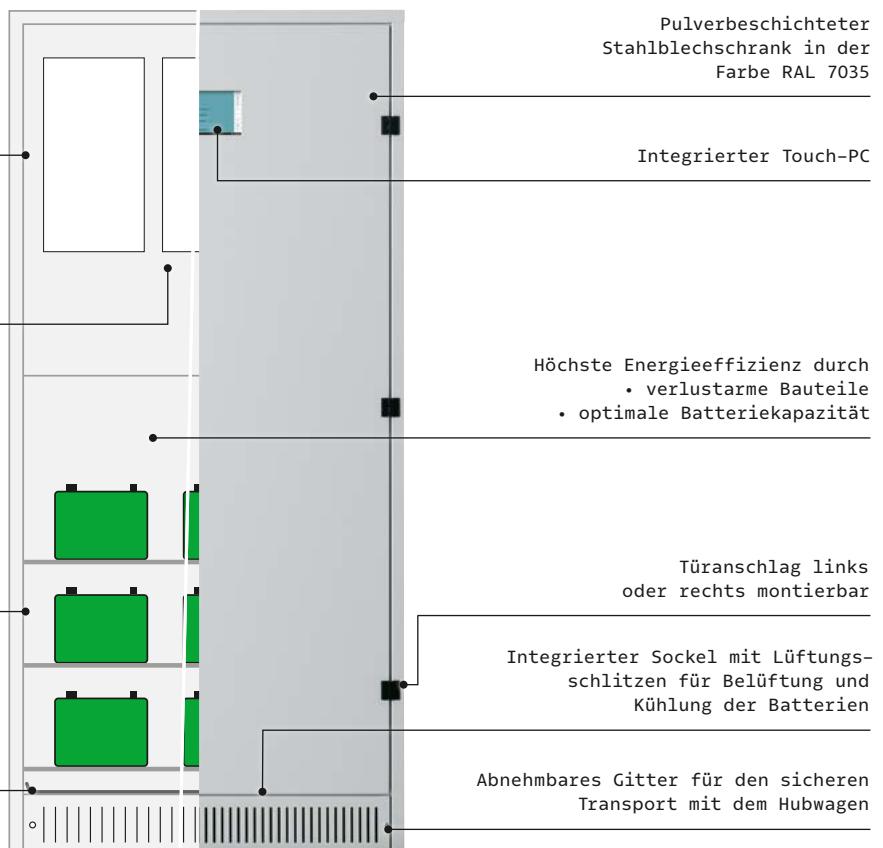 Pulverbeschichteter
Stahlblechschrank in der
Farbe RAL 7035
Integrierter Touch-PC
Höchste Energieeffizienz durch
• verlustarme Bauteile
• optimale Batteriekapazität
Türanschlag links
oder rechts montierbar
Integrierter Sockel mit Lüftungs-
schlitzen für Belüftung und
Kühlung der Batterien
Abnehmbares Gitter für den sicheren
Transport mit dem Hubwagen